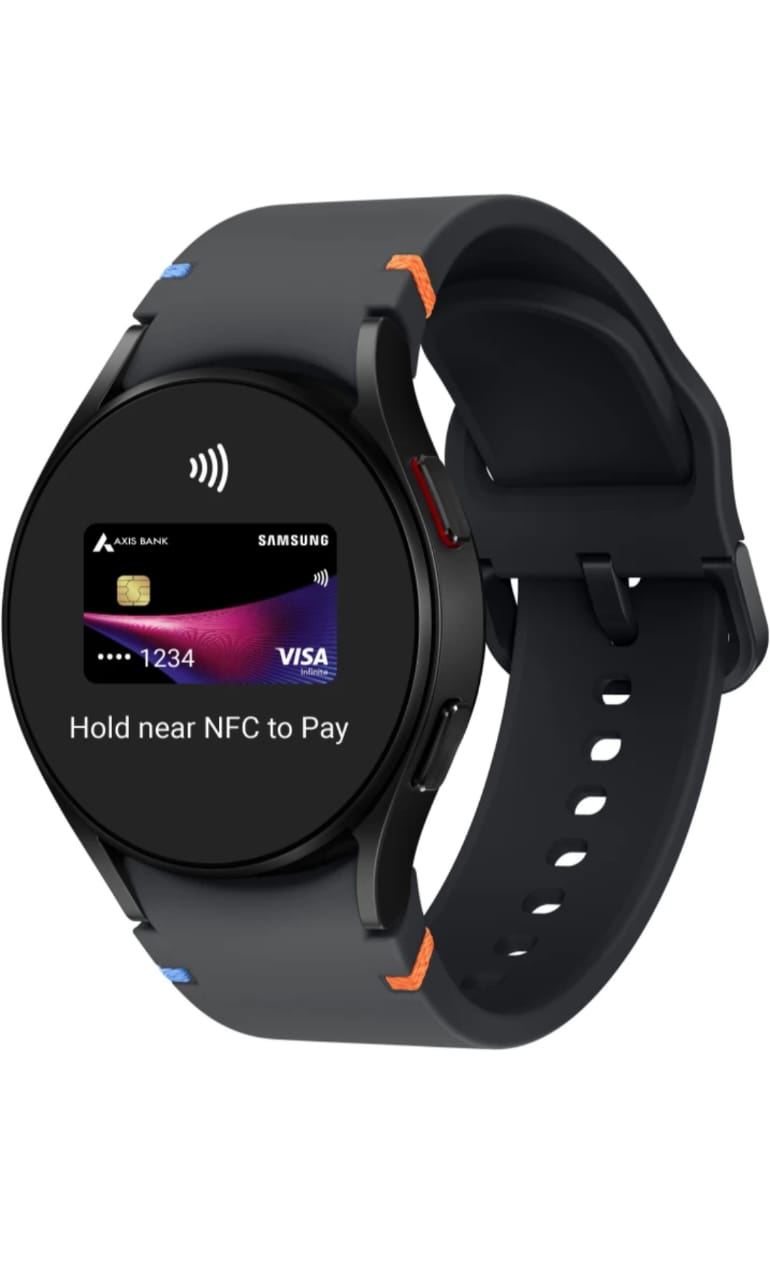 AXIS BANK
SAMSUNG
•••• 1234
VISA
Infinite
Hold near NFC to Pay